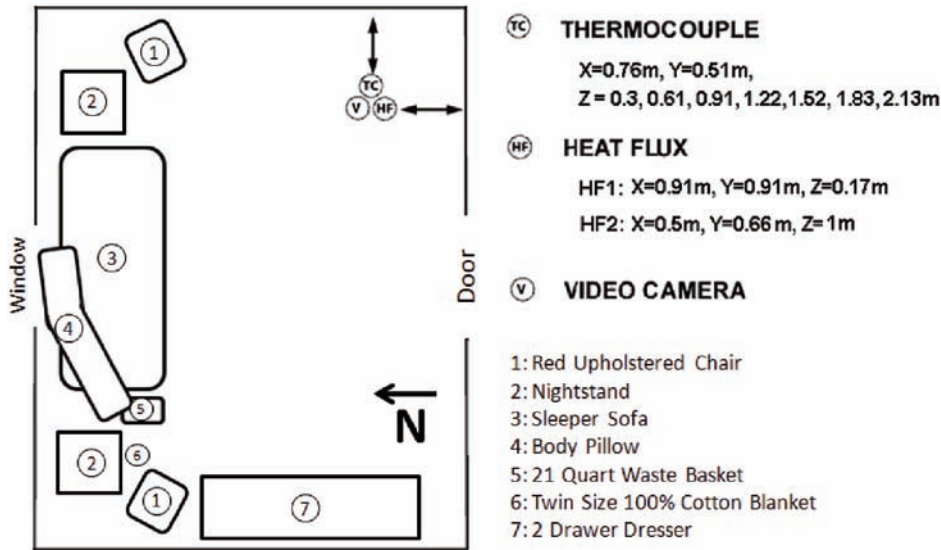 1
2
TC
V HF
3
4
5
2
6
1
7
Window
Door
N
TC THERMOCOUPLE
X=0.76m, Y=0.51m,
Z = 0.3, 0.61, 0.91, 1.22,1.52, 1.83, 2.13m
HF HEAT FLUX
HF1: X=0.91m, Y=0.91m, Z=0.17m
HF2: X=0.5m, Y=0.66m, Z=1m
V VIDEO CAMERA
1: Red Upholstered Chair
2: Nightstand
3: Sleeper Sofa
4: Body Pillow
5: 21 Quart Waste Basket
6: Twin Size 100% Cotton Blanket
7: 2 Drawer Dresser